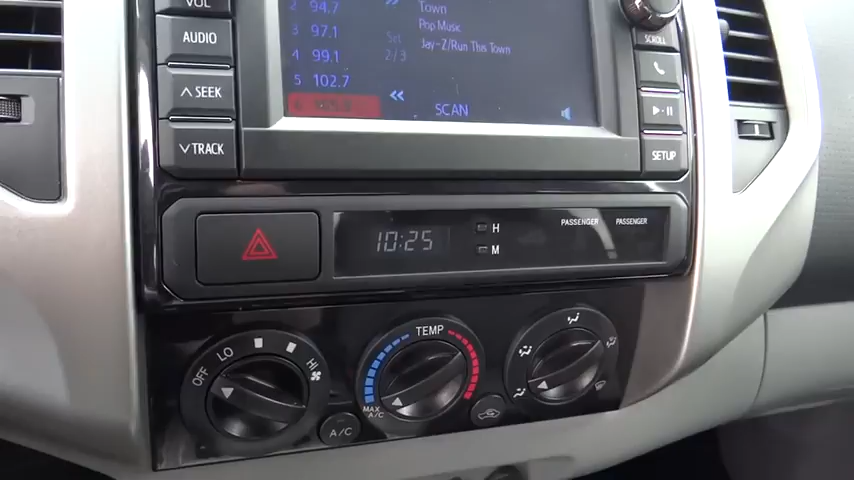 VOL
2 94.7
Town
AUDIO
3 97.1
Pop Music
4 99.1
2/3
Jay-Z/Run This Town
SCROLL
∧ SEEK
5 102.7
SCAN
∨ TRACK
SETUP
10:25
H
M
PASSENGER
PASSENGER
OFF
LO
HI
TEMP
MAX
A/C
A/C